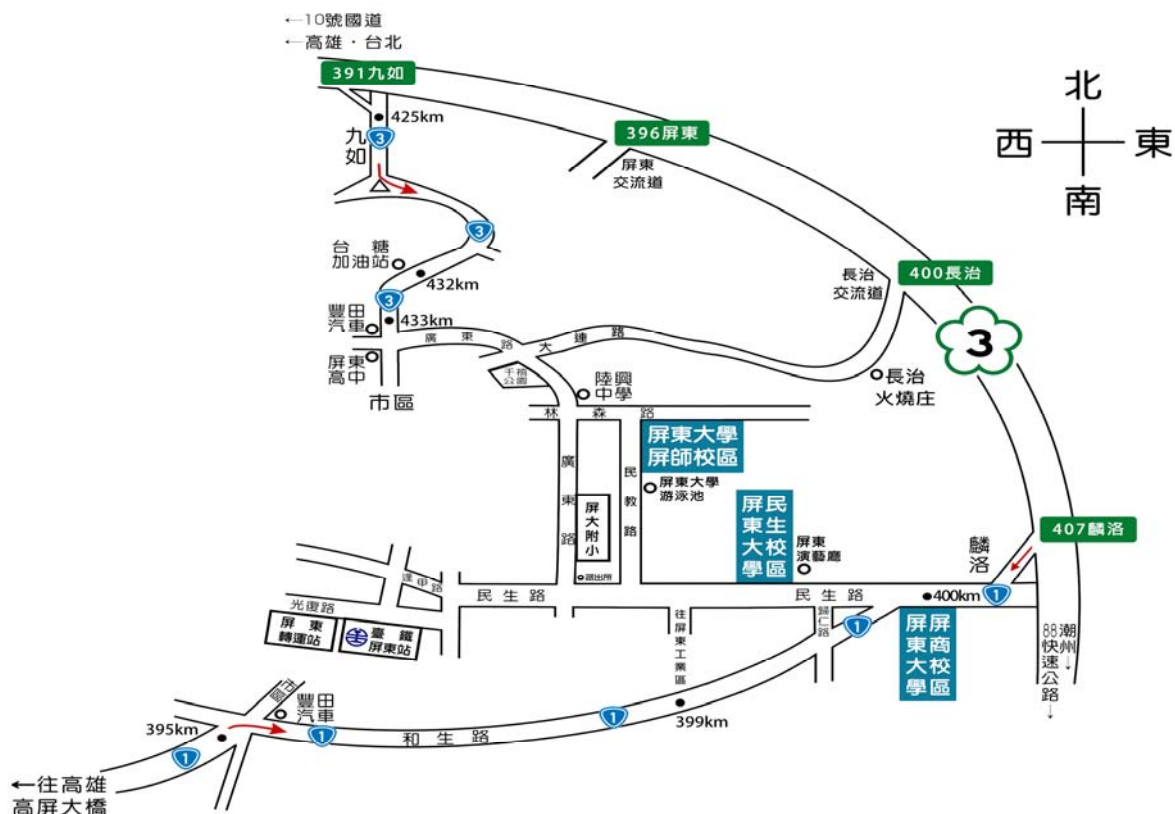 ←10號國道
←高雄．台北
391九如
北
西
東
南
425km
396屏東
九如
3
屏東
交流道
3
台糖
加油站
432km
長治
交流道
400長治
3
豐田
汽車
433km
廣東路
大連路
3
屏東
高中
千禧
公園
陸興
中學
長治
火燒庄
市區
林森路
屏東大學
屏師校區
廣東路
民教路
屏東大學
游泳池
屏大附小
屏東大學
民生校區
屏東
演藝廳
麟洛
407麟洛
派出所
逢甲路
民生路
民生路
400km
1
光復路
歸仁路
1
往屏東工業區
屏東
轉運站
臺鐵
屏東站
屏東大學
屏商校區
潮州↓
88快速公路↓
市區
豐田
汽車
395km
1
和生路
1
399km
1
←往高雄
高屏大橋